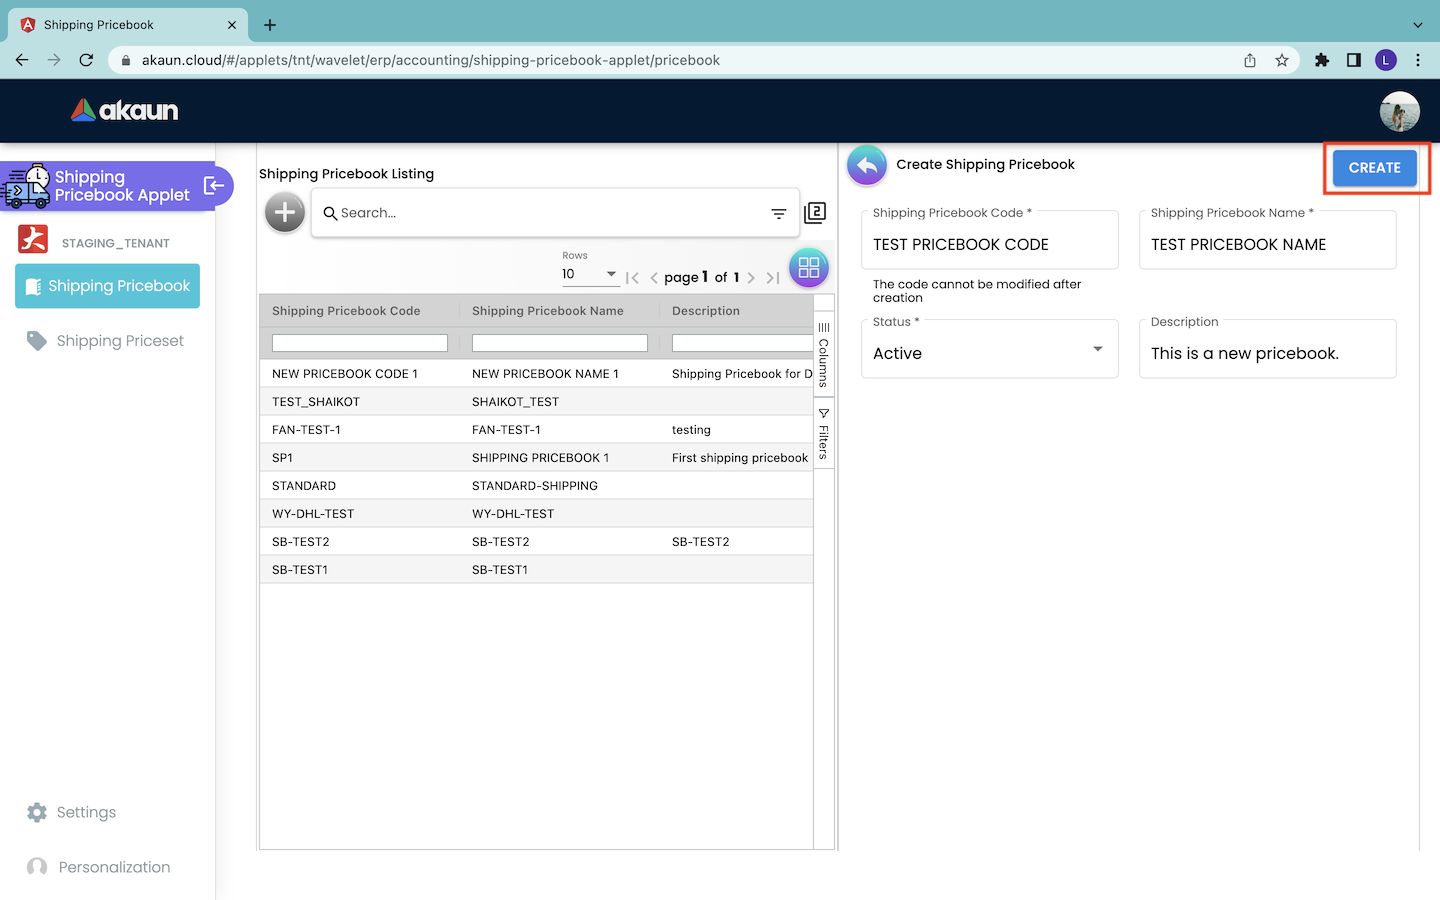 Shipping Pricebook
akaun.cloud/#/applets/tnt/wavelet/erp/accounting/shipping-pricebook-applet/pricebook
L
akaun
Shipping
Pricebook Applet
STAGING_TENANT
Shipping Pricebook
Shipping Priceset
Settings
Personalization
Shipping Pricebook Listing
Search...
2
Rows
10
page 1 of 1
Shipping Pricebook Code
Shipping Pricebook Name
Description
NEW PRICEBOOK CODE 1 NEW PRICEBOOK NAME 1 Shipping Pricebook for D
TEST_SHAIKOT SHAIKOT_TEST
FAN-TEST-1 FAN-TEST-1 testing
SP1 SHIPPING PRICEBOOK 1 First shipping pricebook
STANDARD STANDARD-SHIPPING
WY-DHL-TEST WY-DHL-TEST
SB-TEST2 SB-TEST2 SB-TEST2
SB-TEST1 SB-TEST1
Columns
Filters
Create Shipping Pricebook
CREATE
Shipping Pricebook Code *
TEST PRICEBOOK CODE
The code cannot be modified after
creation
Shipping Pricebook Name *
TEST PRICEBOOK NAME
Status *
Active
Description
This is a new pricebook.